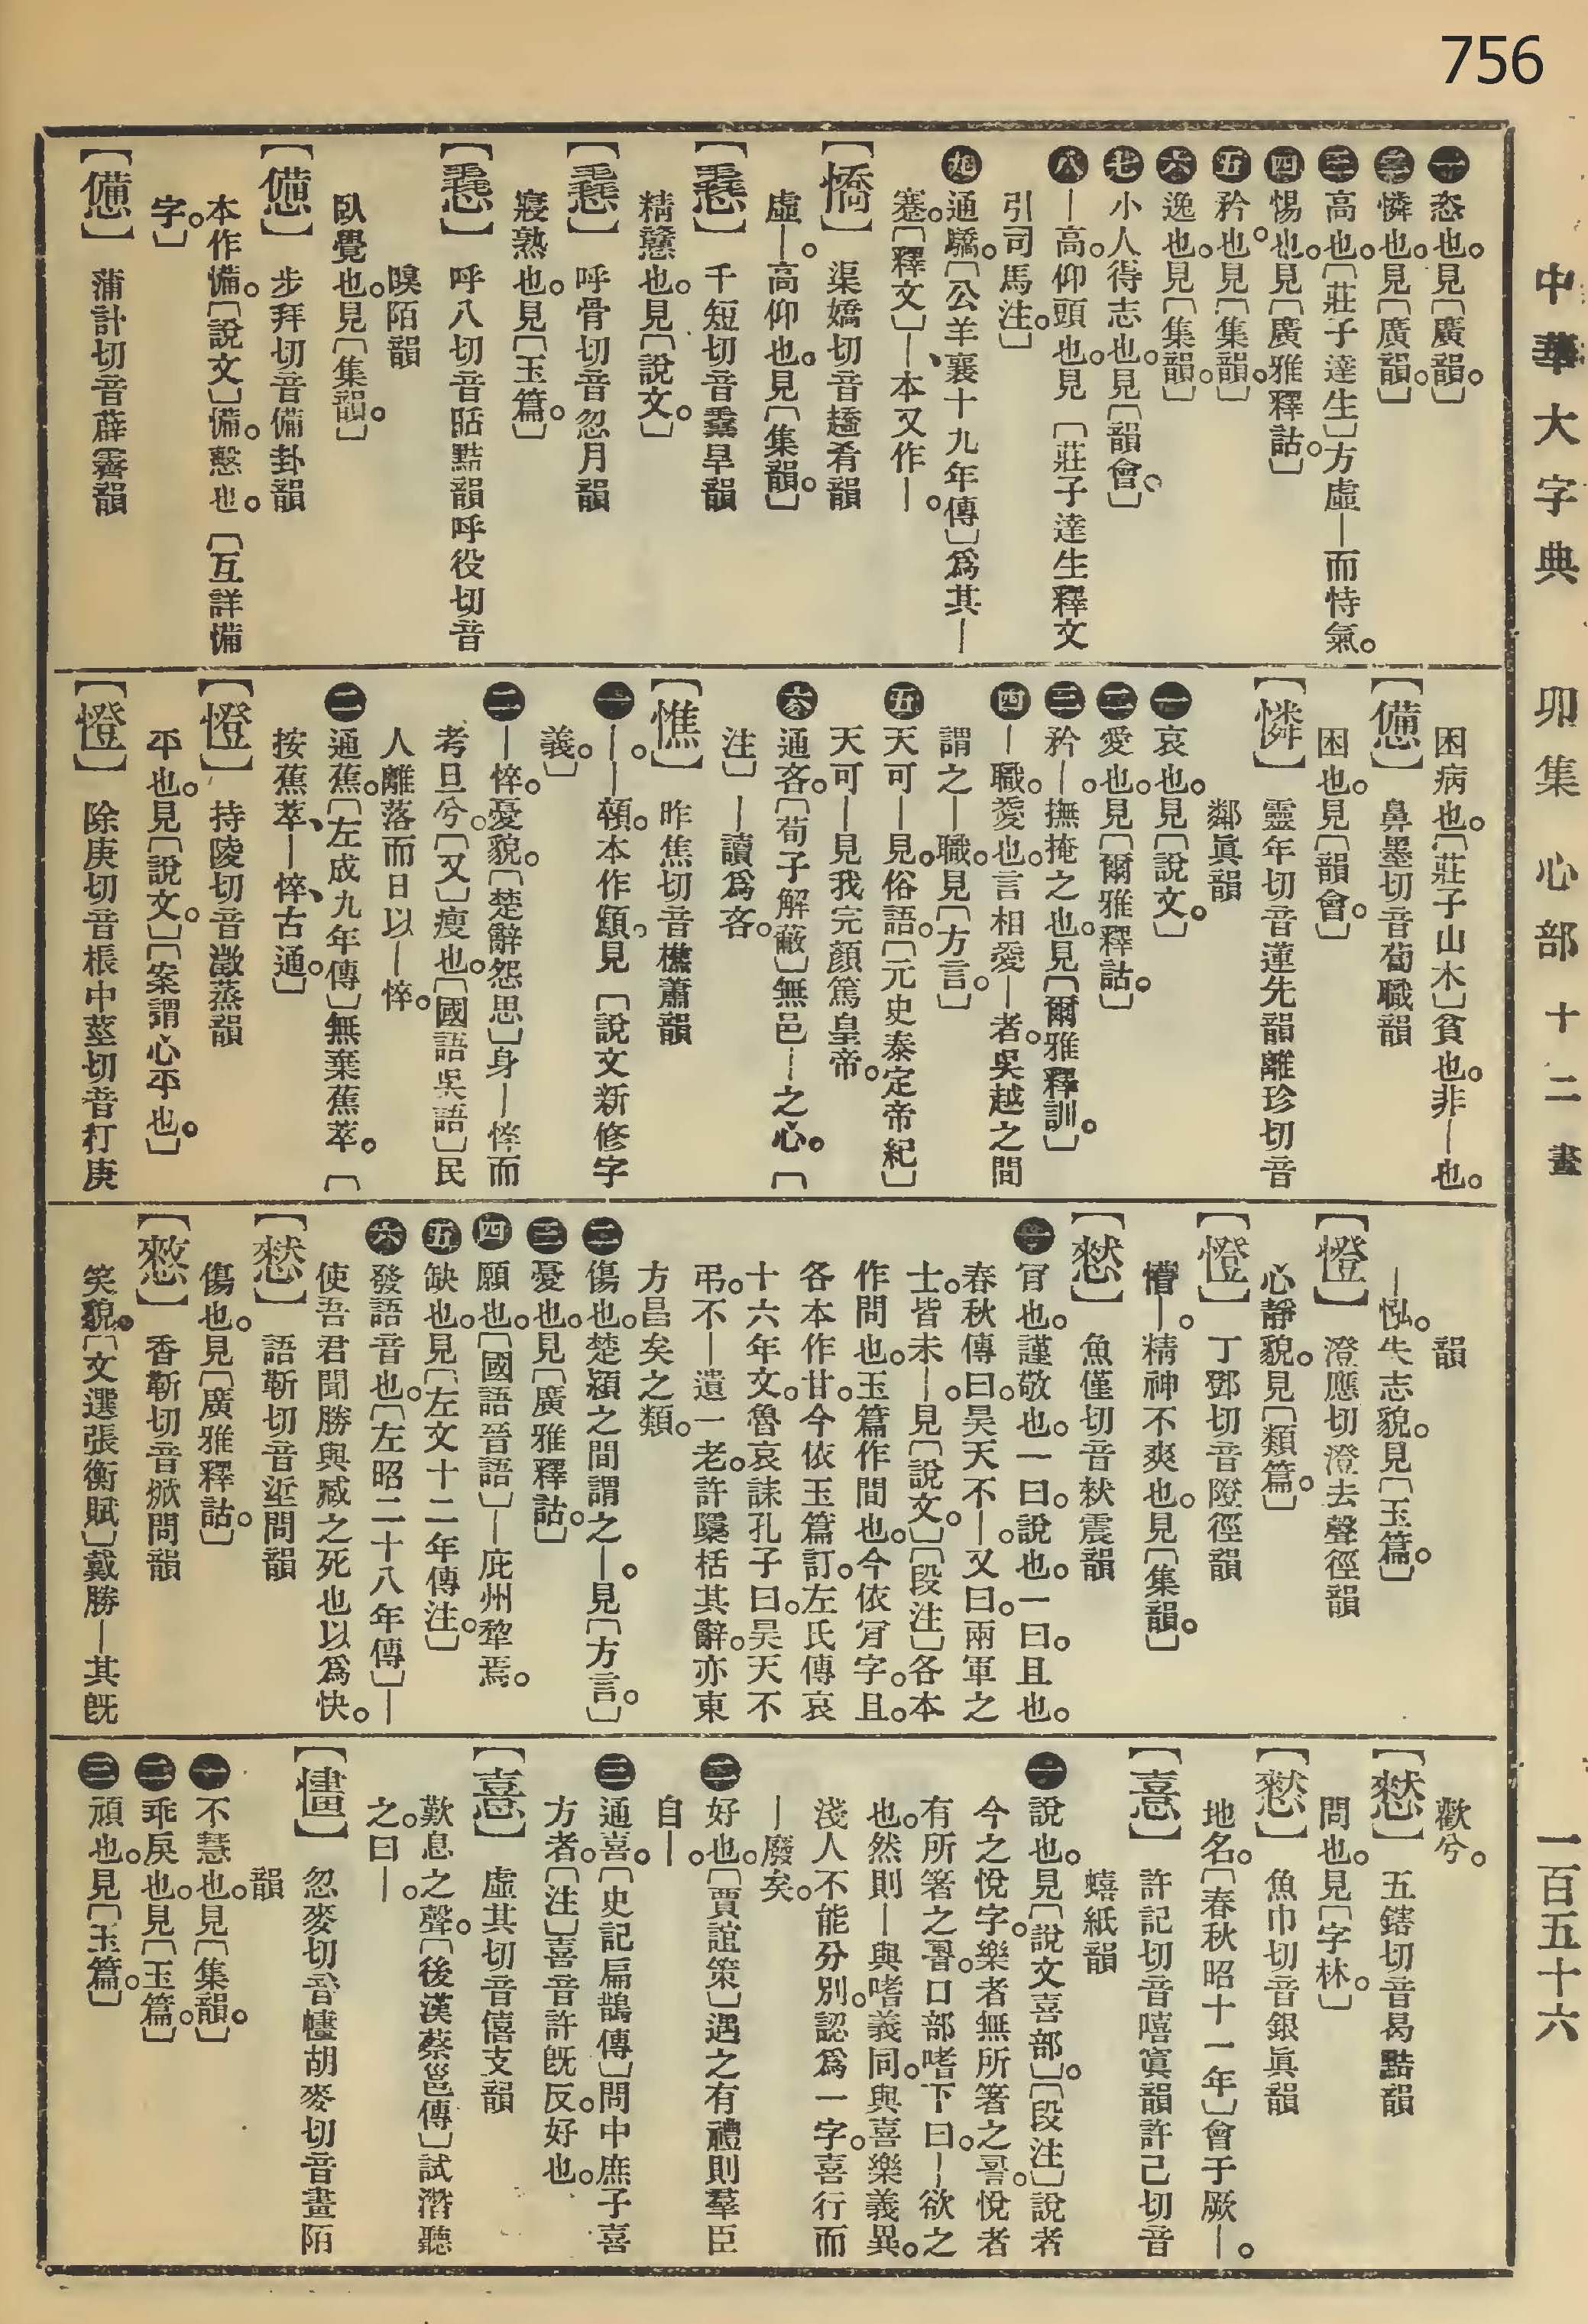 756
中華大字典 卯集 心部 十二畫 一百五十六
㊀恣也。見〔廣韻。〕
㊁憐也。見〔廣韻。〕
㊂高也。〔莊子達生〕方虛—而恃氣。
㊃惕也。見〔廣雅釋詁。〕
㊄矜也。見〔集韻。〕
㊅逸也。見〔集韻。〕
㊆小人得志也。見〔韻會。〕
㊇—高。仰頭也。見〔莊子達生釋文
引司馬注。〕
㊈通驕。〔公羊襄十九年傳〕爲其—
蹇。〔釋文〕—、本又作—。
【憍】渠嬌切音趫肴韻
虛—。高仰也。見〔集韻。〕
【㥶】千短切音爨旱韻
精戇也。見〔說文。〕
【㥶】呼骨切音忽月韻
寢熟也。見〔玉篇。〕
【㥶】呼八切音䀨黠韻呼役切音
瞁陌韻
臥覺也。見〔集韻。〕
【憊】步拜切音備卦韻
本作㤩。〔說文〕㤩。憨也。〔互詳㤩
字。〕
【憊】蒲計切音薜霽韻
困病也。〔莊子山木〕貧也。非—也。
【憊】鼻墨切音蔔職韻
困也。見〔韻會。〕
【憐】靈年切音蓮先韻離珍切音
鄰眞韻
㊀哀也。見〔說文。〕
㊁愛也。見〔爾雅釋詁。〕
㊂矜—。撫掩之也。見〔爾雅釋訓。〕
㊃—職。愛也。言相愛—者。吳越之間
謂之—職。見〔方言。〕
㊄天可—見。俗語。〔元史泰定帝紀〕
天可—見我完顏篤皇帝。
㊅通吝。〔荀子解蔽〕無邑—之心。〔
注〕—讀爲吝。
【憔】昨焦切音樵蕭韻
㊀—。—顇。本作顦。見〔說文新修字
義。〕
㊁—悴。憂貌。〔楚辭怨思〕身—悴而
考旦兮。〔又〕瘦也。〔國語吳語〕民
人離落而日以—悴。
㊁通蕉。〔左成九年傳〕無棄蕉萃。〔
按蕉萃、—悴、古通。〕
【憕】持陵切音澂蒸韻
平也。見〔說文。〕〔案謂心平也。〕
【憕】除庚切音棖中莖切音朾庚
韻
—㤋。失志貌。見〔玉篇。〕
【憕】澄應切澄去聲徑韻
心靜貌。見〔類篇。〕
【憕】丁鄧切音隥徑韻
懵—。精神不爽也。見〔集韻。〕
【憖】魚僅切音猌震韻
㊀肎也。謹敬也。一曰。說也。一曰。且也。
春秋傳曰。昊天不—。又曰。兩軍之
士。皆未—。見〔說文。〕〔段注〕各本
作問也。玉篇作間也。今依肎字。且。
各本作甘。今依玉篇訂。左氏傳哀
十六年文。魯哀誄孔子曰。昊天不
弔。不—遺一老。許隱栝其辭。亦東
方昌矣之類。
㊁傷也。楚潁之間謂之—。見〔方言。〕
㊂憂也。見〔廣雅釋詁。〕
㊃願也。〔國語晉語〕—庇州犂焉。
㊄缺也。見〔左文十二年傳注。〕
㊅發語音也。〔左昭二十八年傳〕—
使吾君聞勝與臧之死也以爲快。
【憖】語靳切音垽問韻
傷也。見〔廣雅釋詁。〕
【憖】香靳切音焮問韻
笑貌。〔文選張衡賦〕戴勝—其旣
歡兮。
【憖】五鎋切音曷黠韻
問也。見〔字林。〕
【憖】魚巾切音銀眞韻
地名。〔春秋昭十一年〕會于厥—。
【憙】許記切音嘻寘韻許己切音
蟢紙韻
㊀說也。見〔說文喜部。〕〔段注〕說者
今之悅字。樂者無所箸之䛐。悅者
有所箸之䛐。口部嗜下曰。—欲之
也。然則—與嗜義同。與喜樂義異。
淺人不能分別。認爲一字。喜行而
—廢矣。
㊁好也。〔賈誼策〕遇之有禮則羣臣
自—。
㊂通喜。〔史記扁鵲傳〕問中庶子喜
方者。〔注〕喜音許旣反。好也。
【憙】虛其切音僖支韻
歎息之聲。〔後漢蔡邕傳〕試潛聽
之。曰—。
【㦎】忽麥切音㦎胡麥切音畫陌
韻
㊀不慧也。見〔集韻。〕
㊁乖戾也。見〔玉篇。〕
㊂頑也。見〔玉篇。〕